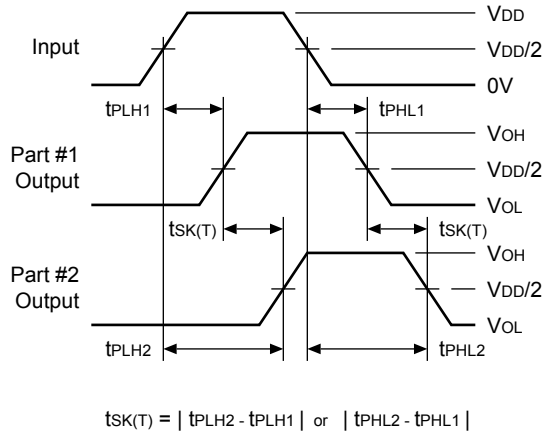 VDD
Input
VDD/2
0V
tPLH1
tPHL1
VOH
Part #1
Output
VDD/2
VOL
tSK(T)
tSK(T)
VOH
Part #2
Output
VDD/2
VOL
tPLH2
tPHL2
tSK(T) = | tPLH2 - tPLH1 | or | tPHL2 - tPHL1 |